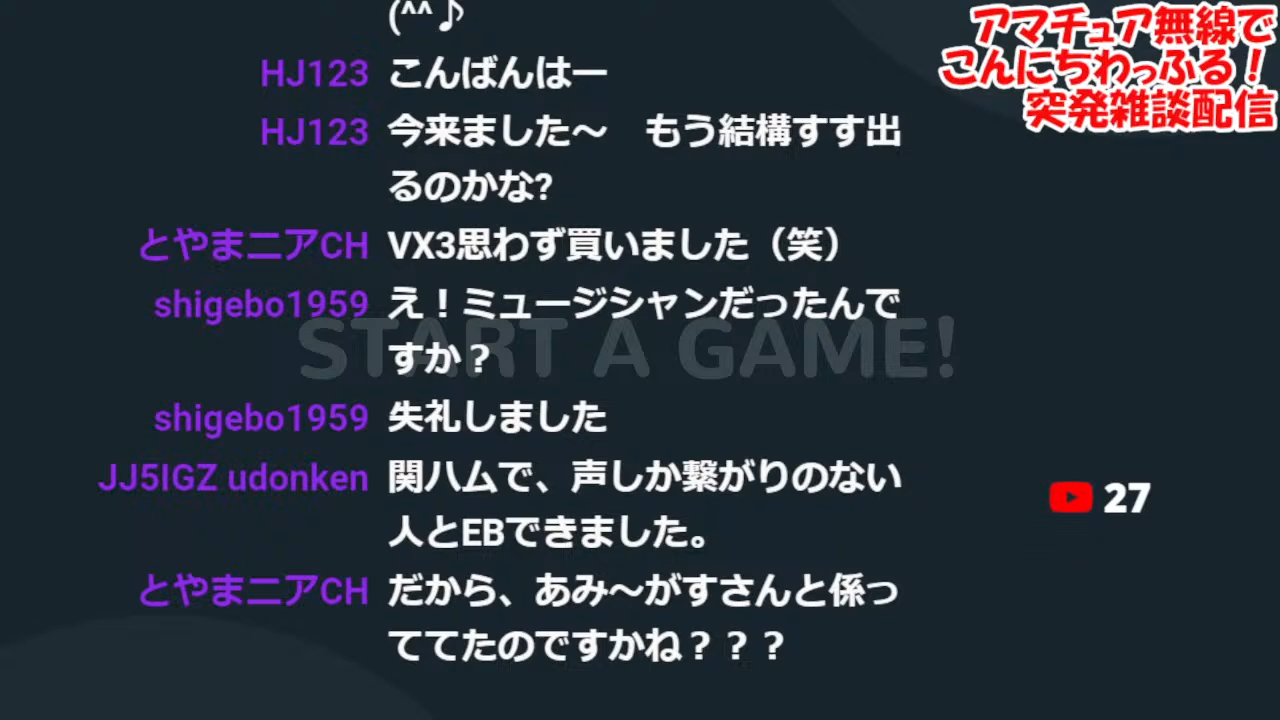 (^^♪
アマチュア無線で
こんにちわっふる！
突発雑談配信
HJ123 こんばんはー
HJ123 今来ました～　もう結構すす出
るのかな?
とやまニアCH VX3思わず買いました（笑）
shigebo1959 え！ミュージシャンだったんで
すか？
START A GAME!
shigebo1959 失礼しました
JJ5IGZ udonken 関ハムで、声しか繋がりのない
人とEBできました。
27
とやまニアCH だから、あみ～がすさんと係っ
ててたのですかね？？？